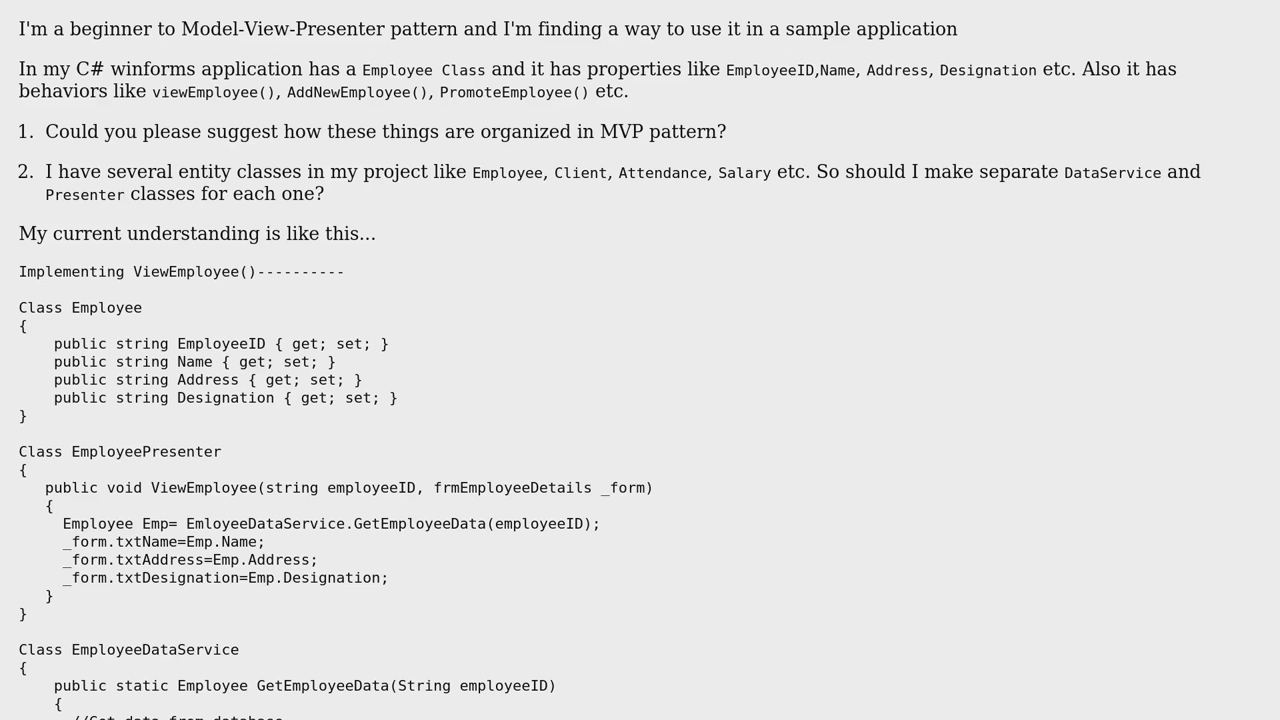 I'm a beginner to Model-View-Presenter pattern and I'm finding a way to use it in a sample application
In my C# winforms application has a Employee Class and it has properties like EmployeeID,Name, Address, Designation etc. Also it has
behaviors like viewEmployee(), AddNewEmployee(), PromoteEmployee() etc.
1. Could you please suggest how these things are organized in MVP pattern?
2. I have several entity classes in my project like Employee, Client, Attendance, Salary etc. So should I make separate DataService and
Presenter classes for each one?
My current understanding is like this...
Implementing ViewEmployee()----------
Class Employee
{
    public string EmployeeID { get; set; }
    public string Name { get; set; }
    public string Address { get; set; }
    public string Designation { get; set; }
}
Class EmployeePresenter
{
   public void ViewEmployee(string employeeID, frmEmployeeDetails _form)
   {
     Employee Emp= EmloyeeDataService.GetEmployeeData(employeeID);
     _form.txtName=Emp.Name;
     _form.txtAddress=Emp.Address;
     _form.txtDesignation=Emp.Designation;
   }
}
Class EmployeeDataService
{
    public static Employee GetEmployeeData(String employeeID)
    {
      //Get data from database